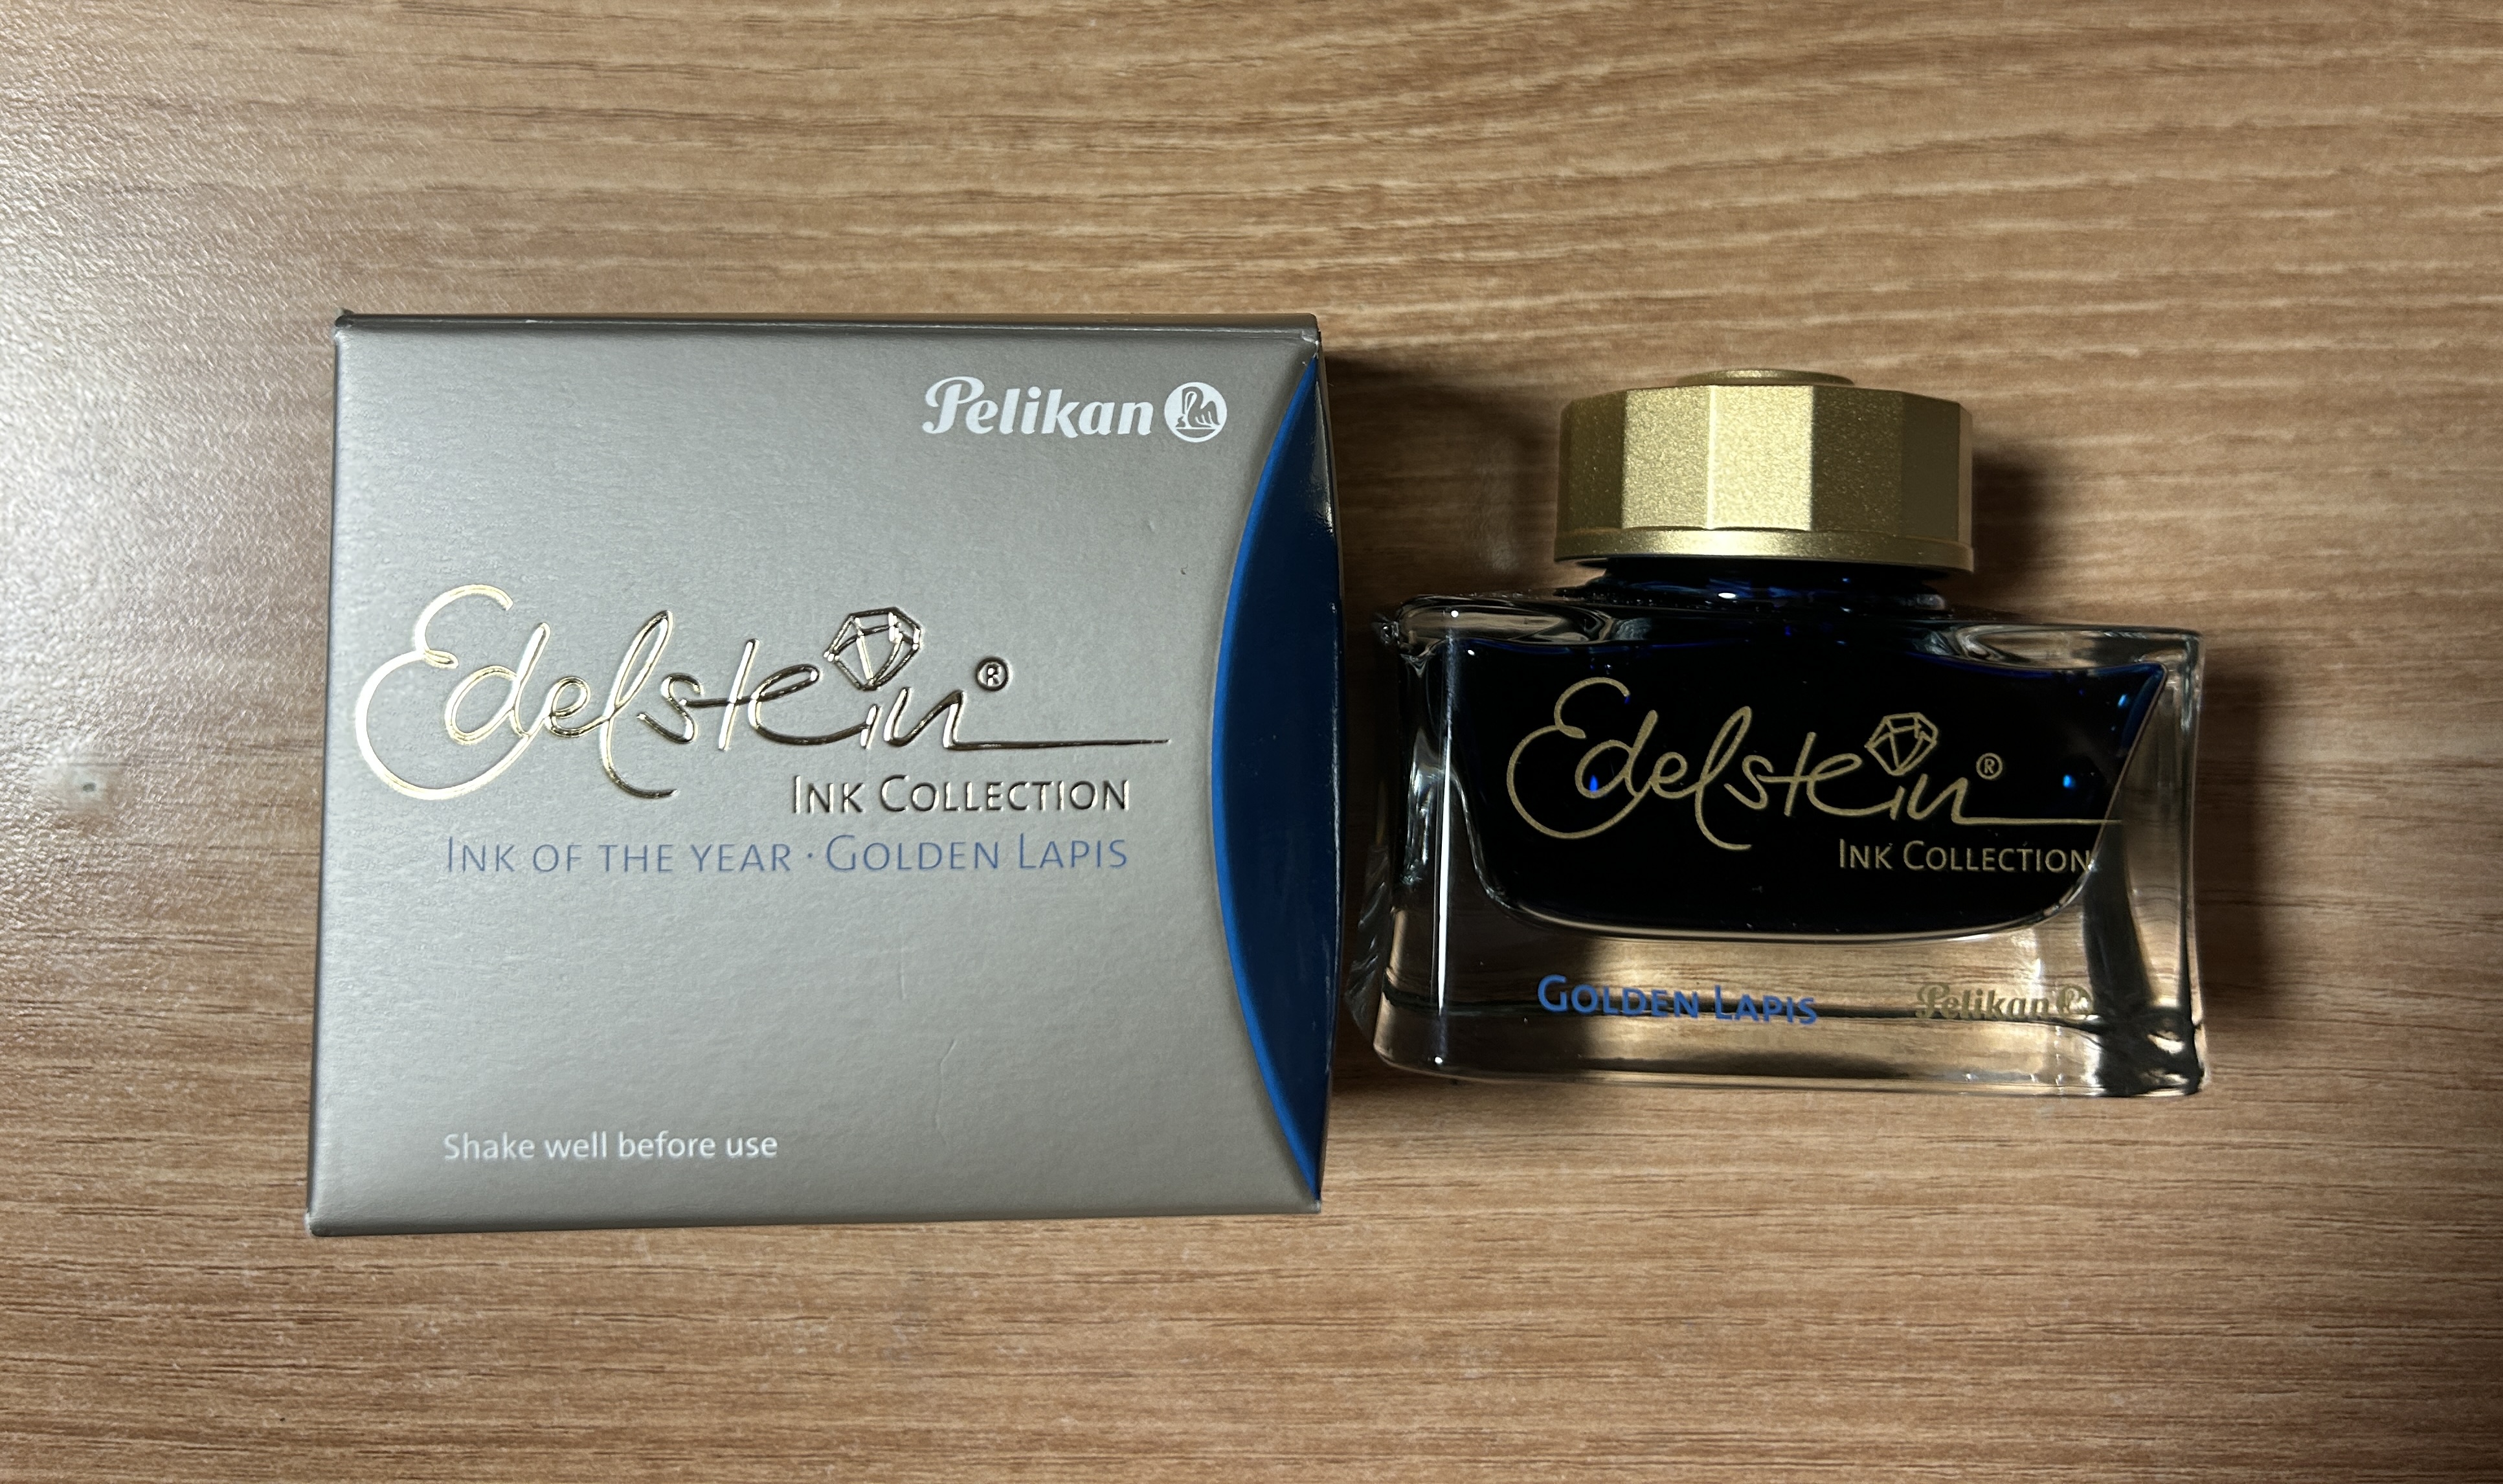 Pelikan
Edelstein®
INK COLLECTION
INK OF THE YEAR · GOLDEN LAPIS
Shake well before use
Edelstein®
INK COLLECTION
GOLDEN LAPIS
Pelikan